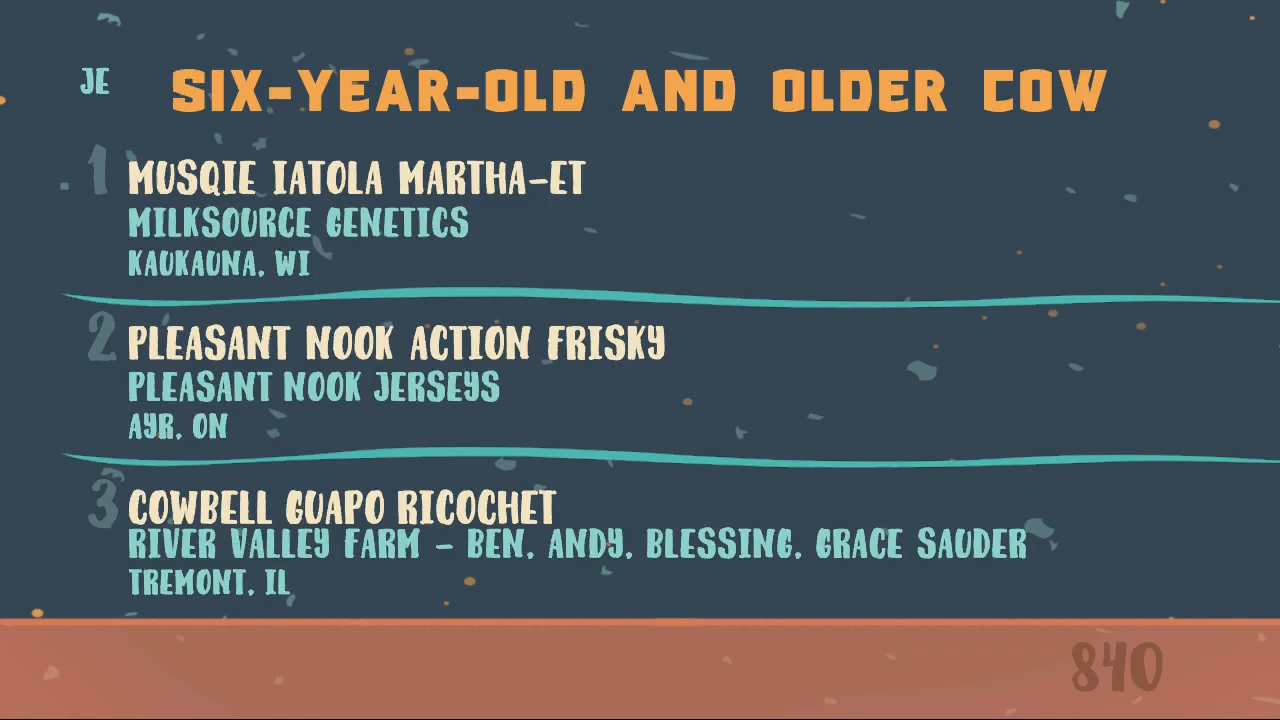 JE
SIX-YEAR-OLD AND OLDER COW
1
MUSQIE IATOLA MARTHA-ET
MILKSOURCE GENETICS
KAUKAUNA, WI
2
PLEASANT NOOK ACTION FRISKY
PLEASANT NOOK JERSEYS
AYR, ON
3
COWBELL GUAPO RICOCHET
RIVER VALLEY FARM - BEN, ANDY, BLESSING, GRACE SAUDER
TREMONT, IL
840